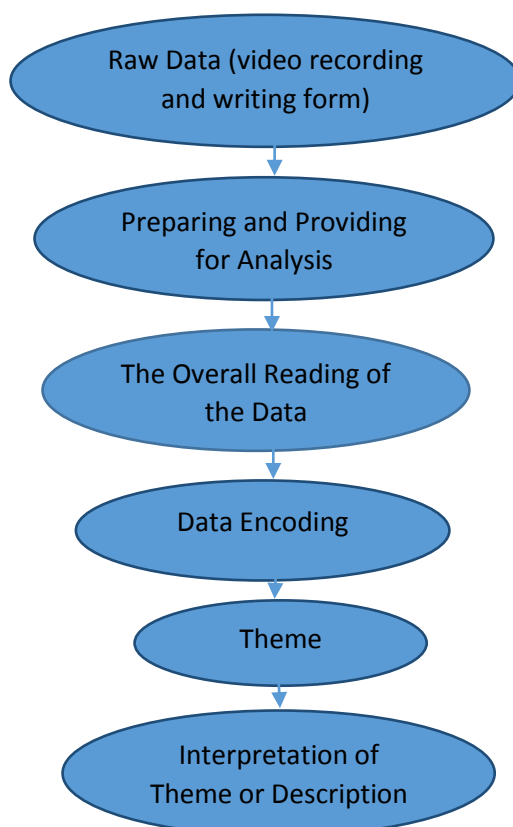 Raw Data (video recording
and writing form)
Preparing and Providing
for Analysis
The Overall Reading of
the Data
Data Encoding
Theme
Interpretation of
Theme or Description